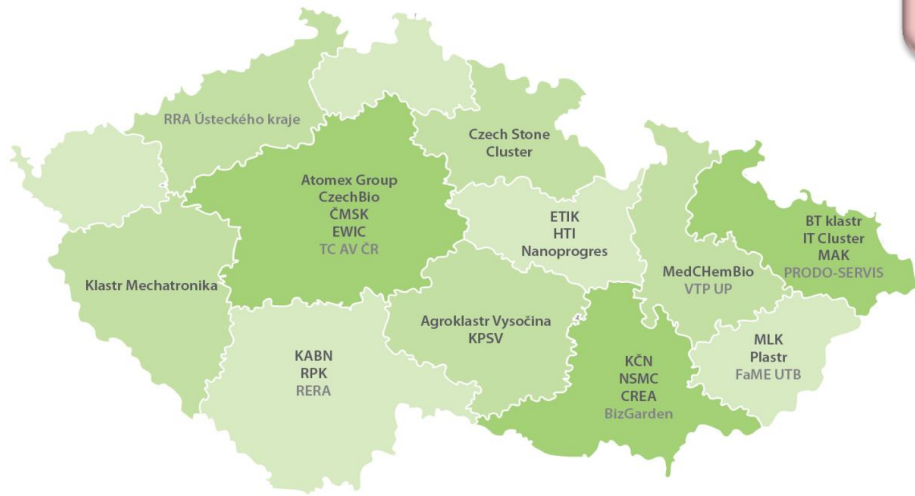 RRA Ústeckého kraje
Czech Stone
Cluster
Atomex Group
CzechBio
ČMSK
EWIC
TC AV ČR
ETIK
HTI
Nanoprogres
BT klastr
IT Cluster
MAK
PRODO-SERVIS
MedCHemBio
VTP UP
Klastr Mechatronika
Agroklastr Vysočina
KPSV
KABN
RPK
RERA
KČN
NSMC
CREA
BizGarden
MLK
Plastr
FaME UTB